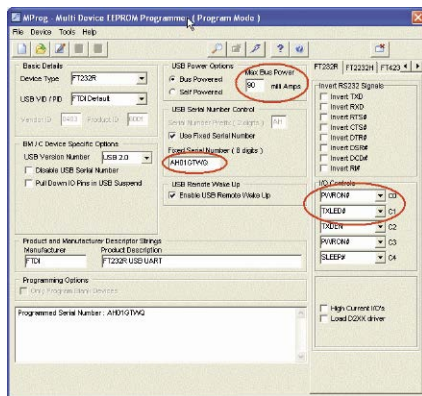 MPreg - Multi Device EEPROM Programmer ( Program Mode )
File Device Tools Help
Basic Details
Device Type FT232R
USB VID / PID FTDI Default
Vendor ID 0403 Product ID 6001
BM / C Device Specific Options
USB Version Number USB 2.0
Disable USB Serial Number
Pull Down IO Pins in USB Suspend
USB Power Options
Bus Powered
Self Powered
Max Bus Power
90 milli Amps
USB Serial Number Control
Serial Number Prefix ( 2 digits ) AH
Use Fixed Serial Number
Fixed Serial Number ( 8 digits )
AH01GTWQ
USB Remote Wake Up
Enable USB Remote Wake Up
Product and Manufacturer Descriptor Strings
Manufacturer Product Description
FTDI FT232R USB UART
Programming Options
Only Program Blank Devices
Programmed Serial Number : AH01GTWQ
FT232R FT2232H FT423
Invert RS232 Signals
Invert TXD
Invert RXD
Invert RTS#
Invert CTS#
Invert DTR#
Invert DSR#
Invert DCD#
Invert RI#
I/O Controls
PWRON# C0
TXLED# C1
TXDEN C2
PWRON# C3
SLEEP# C4
High Current I/O's
Load D2XX driver